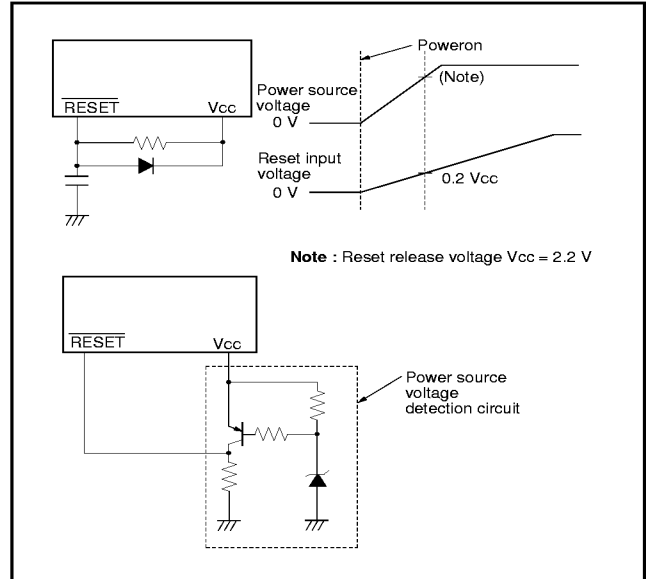 RESET
Vcc
Poweron
(Note)
Power source
voltage
0 V
Reset input
voltage
0 V
0.2 Vcc
Note : Reset release voltage Vcc = 2.2 V
RESET
Vcc
Power source
voltage
detection circuit